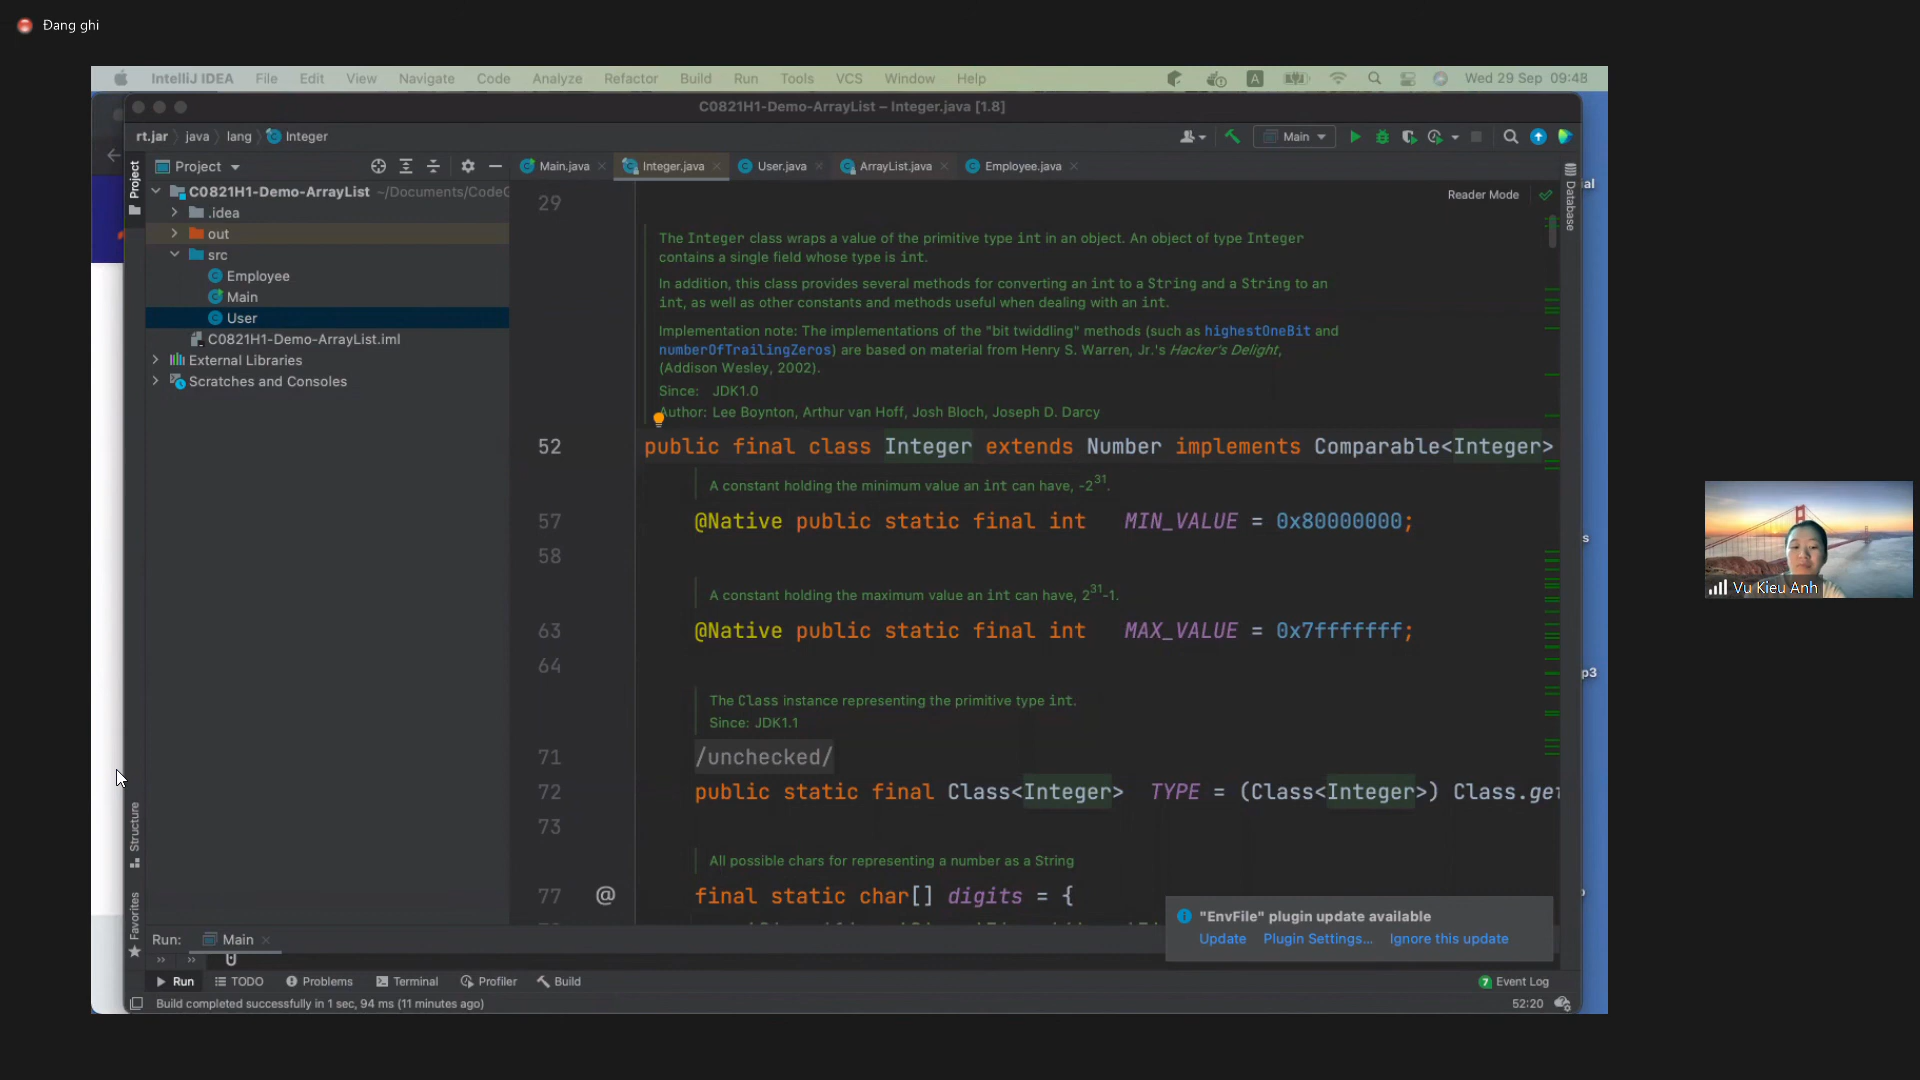 Đang ghi
IntelliJ IDEA File Edit View Navigate Code Analyze Refactor Build Run Tools VCS Window Help A Wed 29 Sep 09:48
C0821H1-Demo-ArrayList – Integer.java [1.8]
rt.jar java lang Integer Main
Project Project Main.java Integer.java User.java ArrayList.java Employee.java Database
C0821H1-Demo-ArrayList ~/Documents/CodeG
.idea
out
src
Employee
Main
User
C0821H1-Demo-ArrayList.iml
External Libraries
Scratches and Consoles
Reader Mode
29
The Integer class wraps a value of the primitive type int in an object. An object of type Integer
contains a single field whose type is int.
In addition, this class provides several methods for converting an int to a String and a String to an
int, as well as other constants and methods useful when dealing with an int.
Implementation note: The implementations of the "bit twiddling" methods (such as highestOneBit and
numberOfTrailingZeros) are based on material from Henry S. Warren, Jr.'s Hacker's Delight,
(Addison Wesley, 2002).
Since: JDK1.0
Author: Lee Boynton, Arthur van Hoff, Josh Bloch, Joseph D. Darcy
52 public final class Integer extends Number implements Comparable<Integer>
A constant holding the minimum value an int can have, -2³¹.
57 @Native public static final int MIN_VALUE = 0x80000000;
58
A constant holding the maximum value an int can have, 2³¹-1.
63 @Native public static final int MAX_VALUE = 0x7fffffff;
64
The Class instance representing the primitive type int.
Since: JDK1.1
71 /unchecked/
72 public static final Class<Integer> TYPE = (Class<Integer>) Class.get
73
All possible chars for representing a number as a String
77 @ final static char[] digits = {
Structure
Favorites
"EnvFile" plugin update available
Update Plugin Settings... Ignore this update
Run: Main
Run TODO Problems Terminal Profiler Build 7 Event Log
Build completed successfully in 1 sec, 94 ms (11 minutes ago) 52:20
ial
s
p3
Vu Kieu Anh